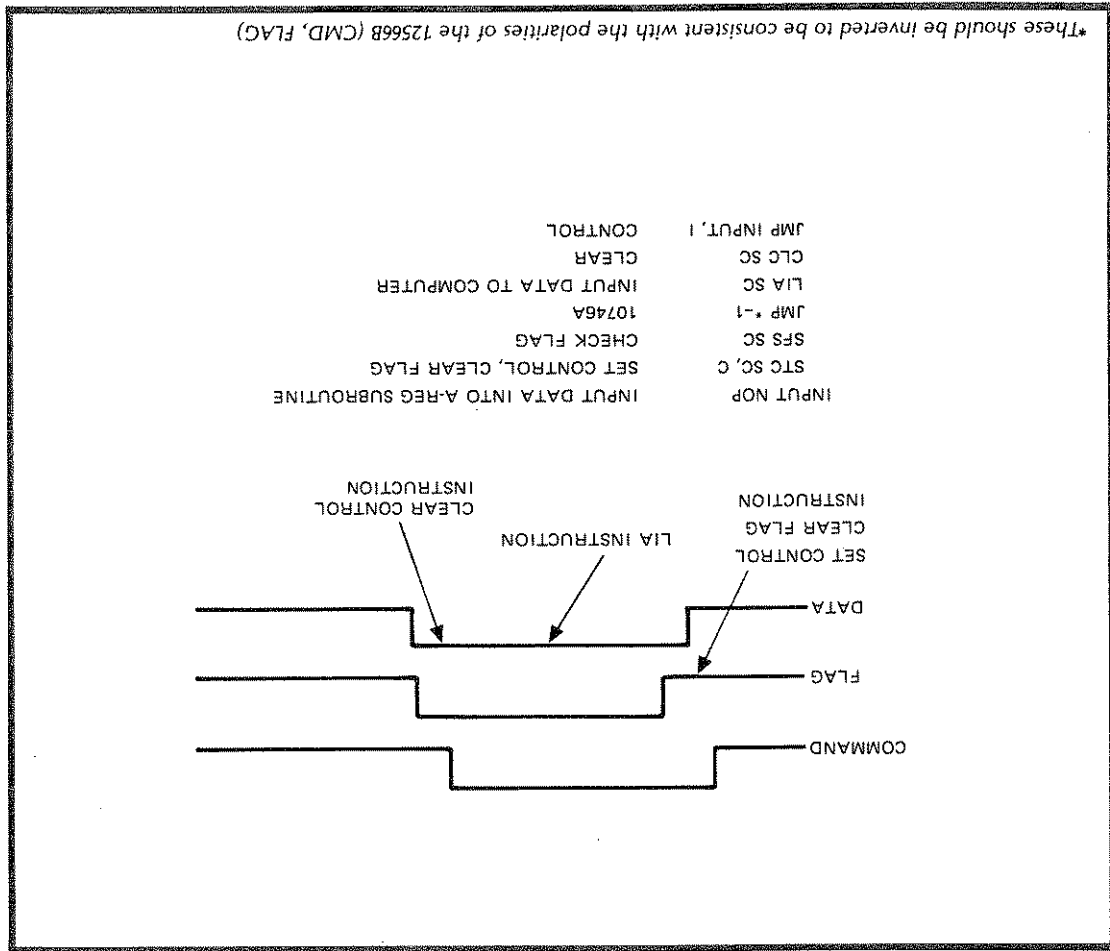 COMMAND
FLAG
DATA
SET CONTROL
CLEAR FLAG
INSTRUCTION
LIA INSTRUCTION
CLEAR CONTROL
INSTRUCTION
INPUT NOP INPUT DATA INTO A-REG SUBROUTINE
STC SC, C SET CONTROL, CLEAR FLAG
SFS SC CHECK FLAG
JMP *-1 10746A
LIA SC INPUT DATA TO COMPUTER
CLC SC CLEAR
JMP INPUT, I CONTROL
*These should be inverted to be consistent with the polarities of the 12566B (CMD, FLAG)